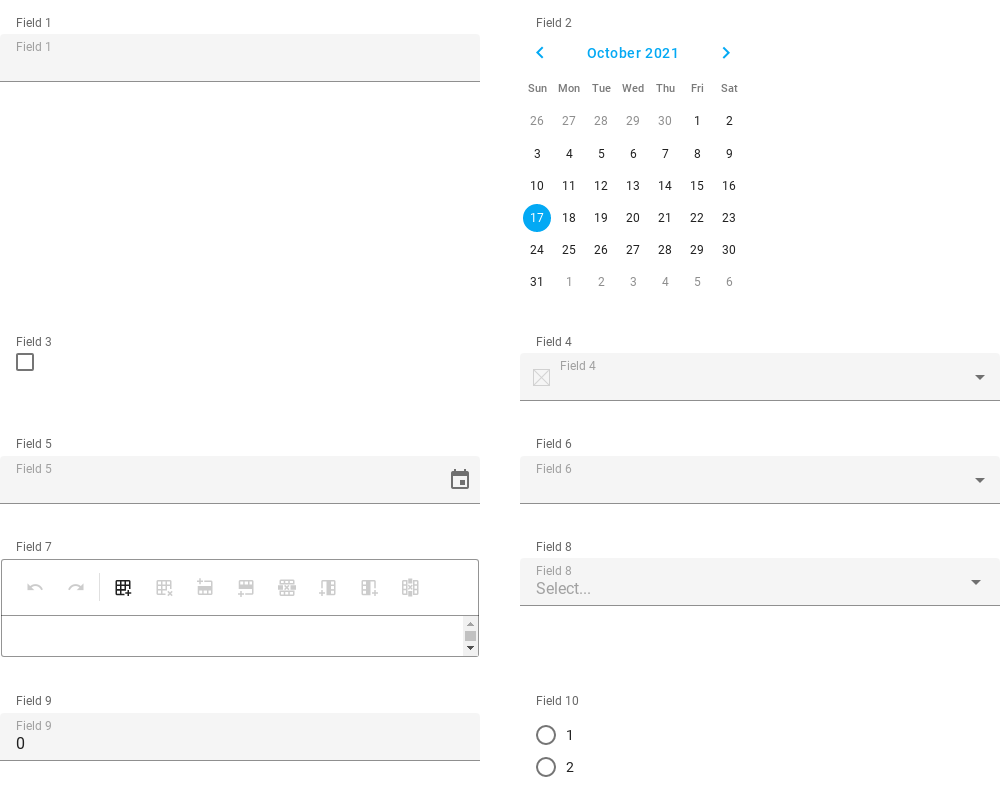 Field 1
Field 1
Field 2
October 2021
Sun Mon Tue Wed Thu Fri Sat
26 27 28 29 30 1 2
3 4 5 6 7 8 9
10 11 12 13 14 15 16
17 18 19 20 21 22 23
24 25 26 27 28 29 30
31 1 2 3 4 5 6
Field 3
Field 4
Field 4
Field 5
Field 5
Field 6
Field 6
Field 7
Field 8
Field 8
Select...
Field 9
Field 9
0
Field 10
1
2